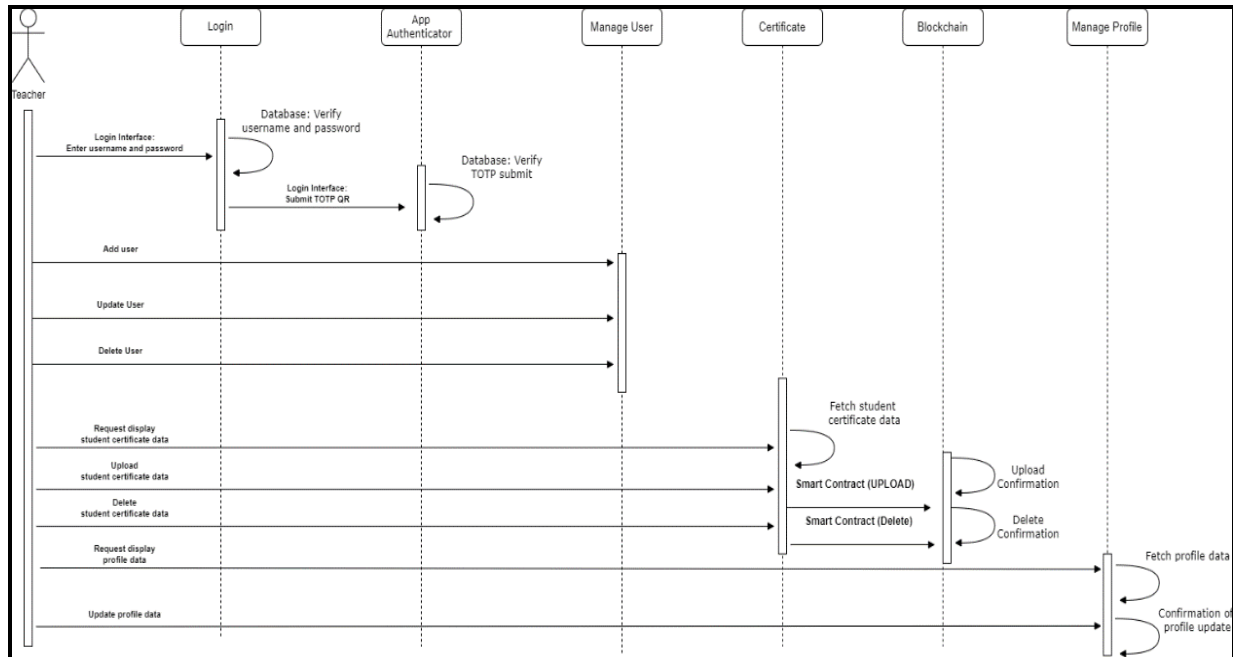 Login
App
Authenticator
Manage User
Certificate
Blockchain
Manage Profile
Teacher
Database: Verify
username and password
Login Interface:
Enter username and password
Database: Verify
TOTP submit
Login Interface:
Submit TOTP QR
Add user
Update User
Delete User
Fetch student
certificate data
Request display
student certificate data
Upload
student certificate data
Smart Contract (UPLOAD)
Upload
Confirmation
Delete
student certificate data
Smart Contract (Delete)
Delete
Confirmation
Request display
profile data
Fetch profile data
Update profile data
Confirmation of
profile update